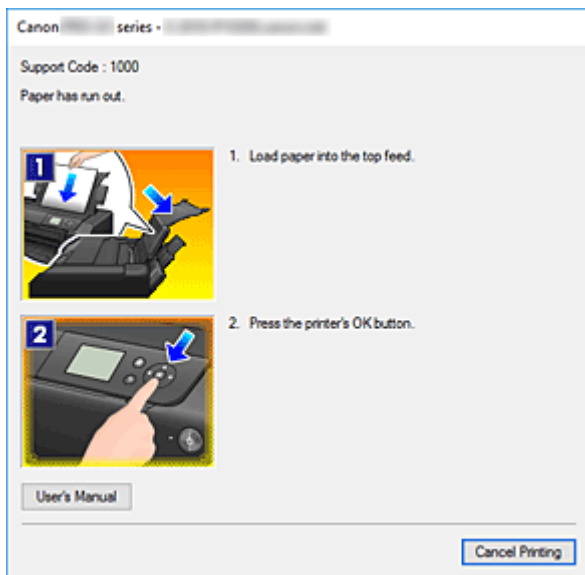 Canon series -
Support Code : 1000
Paper has run out.
1
1. Load paper into the top feed.
2
2. Press the printer's OK button.
User's Manual
Cancel Printing